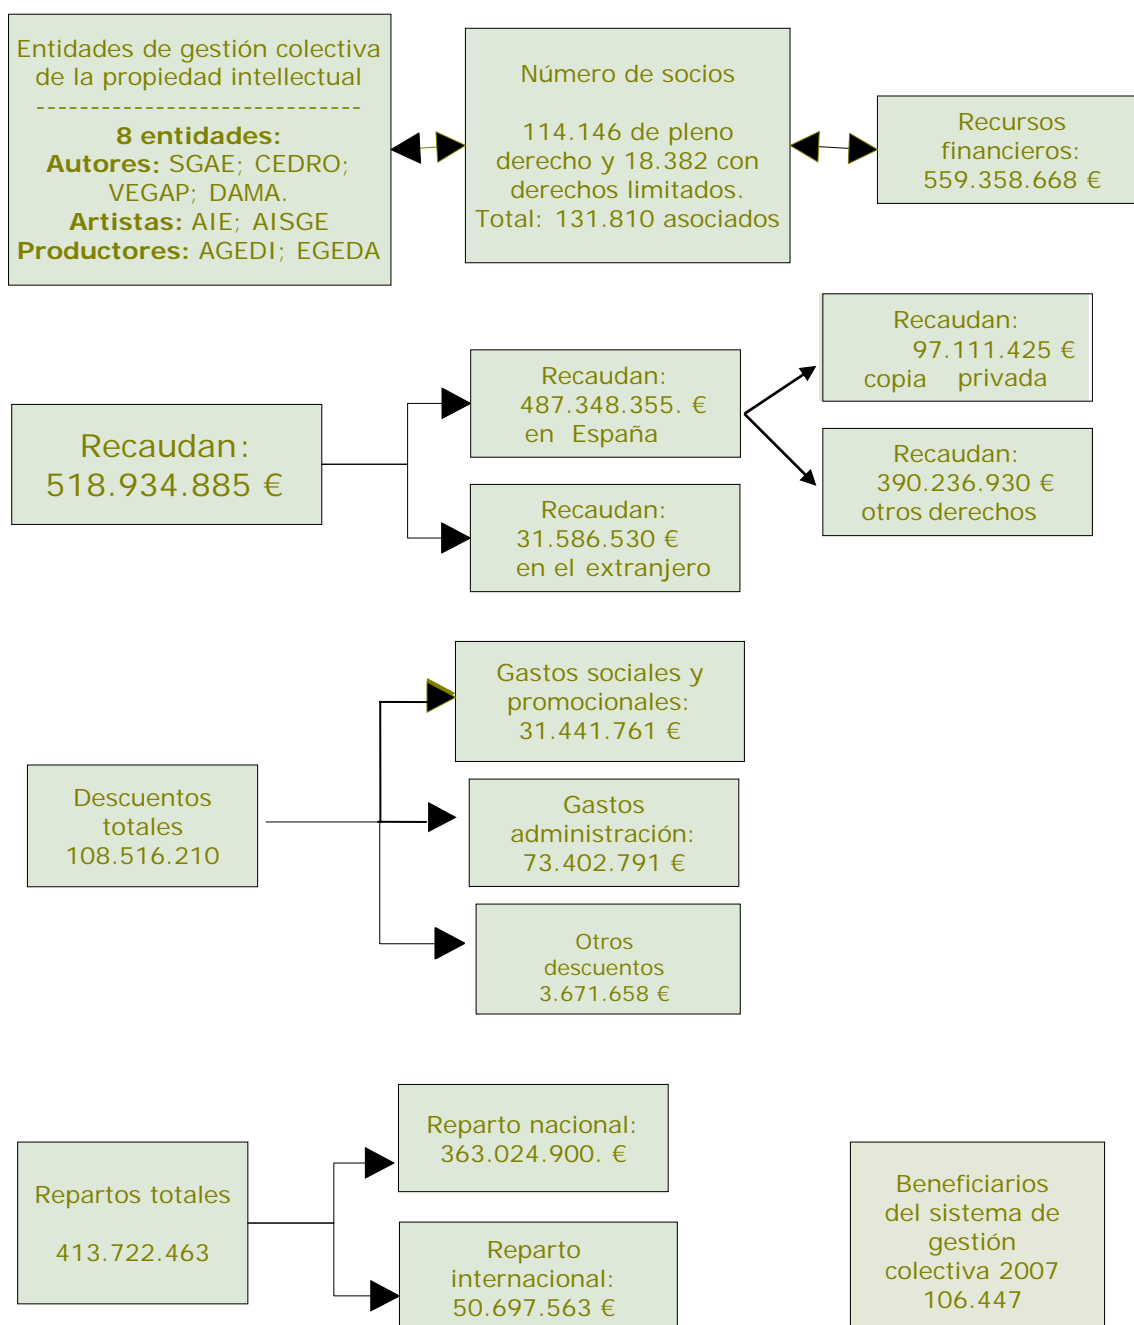 Entidades de gestión colectiva
de la propiedad intellectual
------------------------------
8 entidades:
Autores: SGAE; CEDRO;
VEGAP; DAMA.
Artistas: AIE; AISGE
Productores: AGEDI; EGEDA
Número de socios
114.146 de pleno
derecho y 18.382 con
derechos limitados.
Total: 131.810 asociados
Recursos
financieros:
559.358.668 €
Recaudan:
518.934.885 €
Recaudan:
487.348.355. €
en España
Recaudan:
31.586.530 €
en el extranjero
Recaudan:
97.111.425 €
copia privada
Recaudan:
390.236.930 €
otros derechos
Descuentos
totales
108.516.210
Gastos sociales y
promocionales:
31.441.761 €
Gastos
administración:
73.402.791 €
Otros
descuentos
3.671.658 €
Repartos totales
413.722.463
Reparto nacional:
363.024.900. €
Reparto
internacional:
50.697.563 €
Beneficiarios
del sistema de
gestión
colectiva 2007
106.447